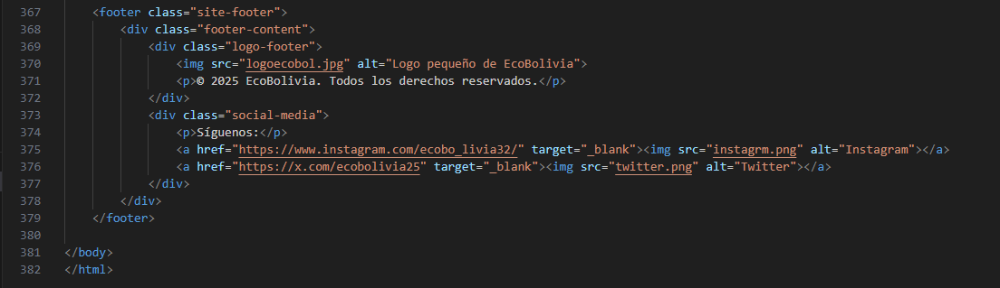 367 <footer class="site-footer">
368 <div class="footer-content">
369 <div class="logo-footer">
370 <img src="logoecobol.jpg" alt="Logo pequeño de EcoBolivia">
371 <p>© 2025 EcoBolivia. Todos los derechos reservados.</p>
372 </div>
373 <div class="social-media">
374 <p>Síguenos:</p>
375 <a href="https://www.instagram.com/ecobo_livia32/" target="_blank"><img src="instagrm.png" alt="Instagram"></a>
376 <a href="https://x.com/ecobolivia25" target="_blank"><img src="twitter.png" alt="Twitter"></a>
377 </div>
378 </div>
379 </footer>
380
381 </body>
382 </html>